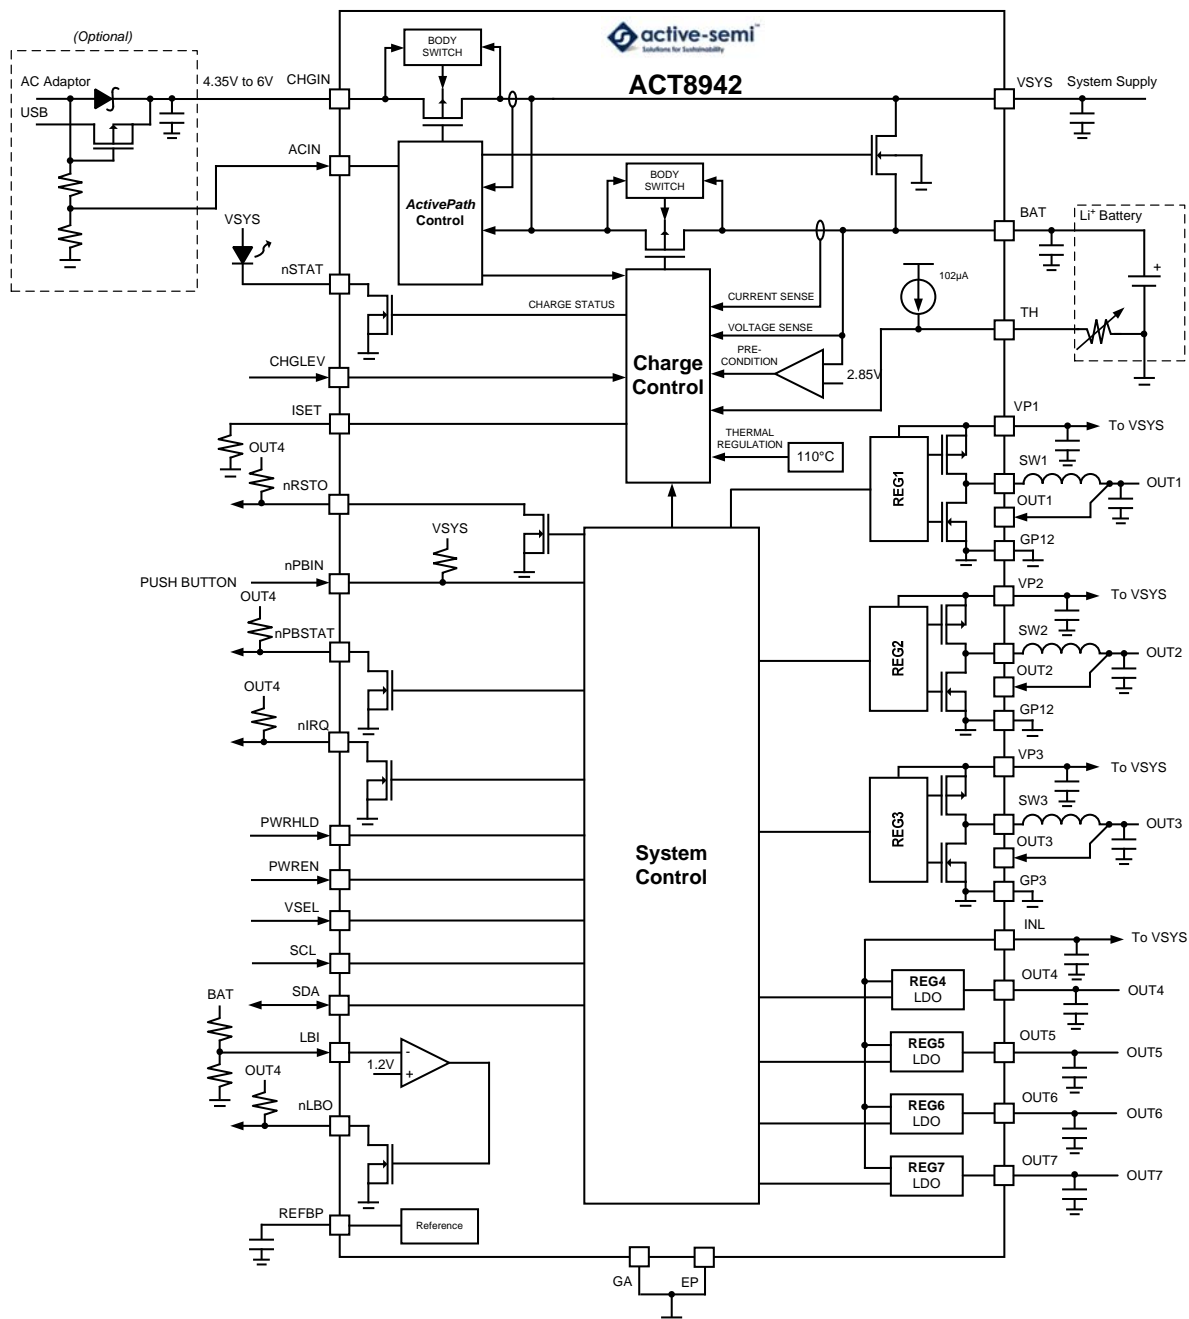 active-semi™
Solutions for Sustainability
ACT8942
(Optional)
AC Adaptor
USB
4.35V to 6V
CHGIN
BODY
SWITCH
VSYS
System Supply
ACIN
ActivePath
Control
BODY
SWITCH
VSYS
BAT
Li+ Battery
+
nSTAT
CHARGE STATUS
CURRENT SENSE
102µA
TH
VOLTAGE SENSE
Charge
Control
PRE-
CONDITION
2.85V
CHGLEV
ISET
THERMAL
REGULATION
110°C
OUT4
nRSTO
VP1
To VSYS
REG1
SW1
OUT1
OUT1
GP12
VSYS
nPBIN
PUSH BUTTON
OUT4
nPBSTAT
VP2
To VSYS
REG2
SW2
OUT2
OUT2
GP12
OUT4
nIRQ
VP3
To VSYS
REG3
SW3
OUT3
OUT3
GP3
PWRHLD
System
Control
PWREN
VSEL
SCL
SDA
INL
To VSYS
REG4
LDO
OUT4
OUT4
BAT
LBI
1.2V
-
+
REG5
LDO
OUT5
OUT5
OUT4
nLBO
REG6
LDO
OUT6
OUT6
REG7
LDO
OUT7
OUT7
REFBP
Reference
GA
EP